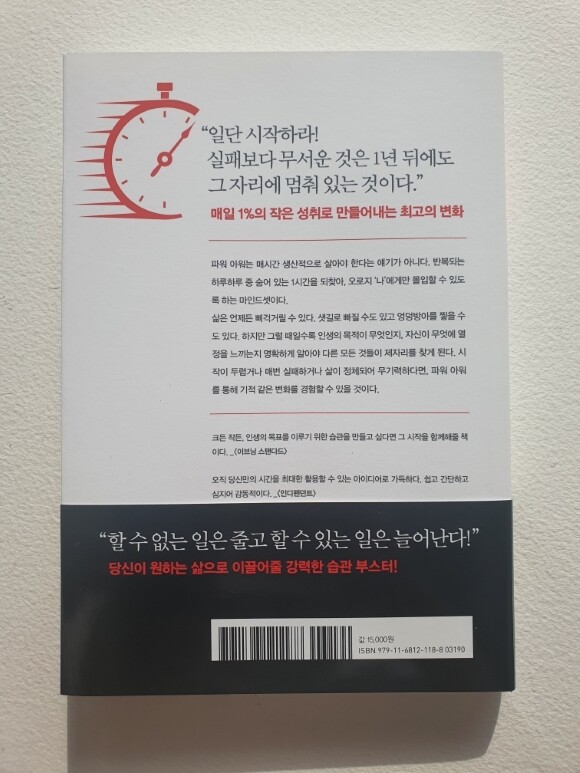 “일단 시작하라!
실패보다 무서운 것은 1년 뒤에도
그 자리에 멈춰 있는 것이다.”
매일 1%의 작은 성취로 만들어내는 최고의 변화
파워 아워는 매시간 생산적으로 살아야 한다는 얘기가 아니다. 반복되는
하루하루 중 숨어 있는 1시간을 되찾아, 오로지 ‘나’에게만 몰입할 수 있도
록 하는 마인드셋이다.
삶은 언제든 삐걱거릴 수 있다. 샛길로 빠질 수도 있고 엉덩방아를 찧을 수
도 있다. 하지만 그럴 때일수록 인생의 목적이 무엇인지, 자신이 무엇에 열
정을 느끼는지 명확하게 알아야 다른 모든 것들이 제자리를 찾게 된다. 시
작이 두렵거나 매번 실패하거나 삶이 정체되어 무기력하다면, 파워 아워
를 통해 기적 같은 변화를 경험할 수 있을 것이다.
크든 작든, 인생의 목표를 이루기 위한 습관을 만들고 싶다면 그 시작을 함께해줄 책
이다. _〈이브닝 스탠다드〉
오직 당신만의 시간을 최대한 활용할 수 있는 아이디어로 가득하다. 쉽고 간단하고
심지어 감동적이다. _〈인디펜던트〉
“할 수 없는 일은 줄고 할 수 있는 일은 늘어난다!”
당신이 원하는 삶으로 이끌어줄 강력한 습관 부스터!
값 15,000원
ISBN 979-11-6812-118-8 03190